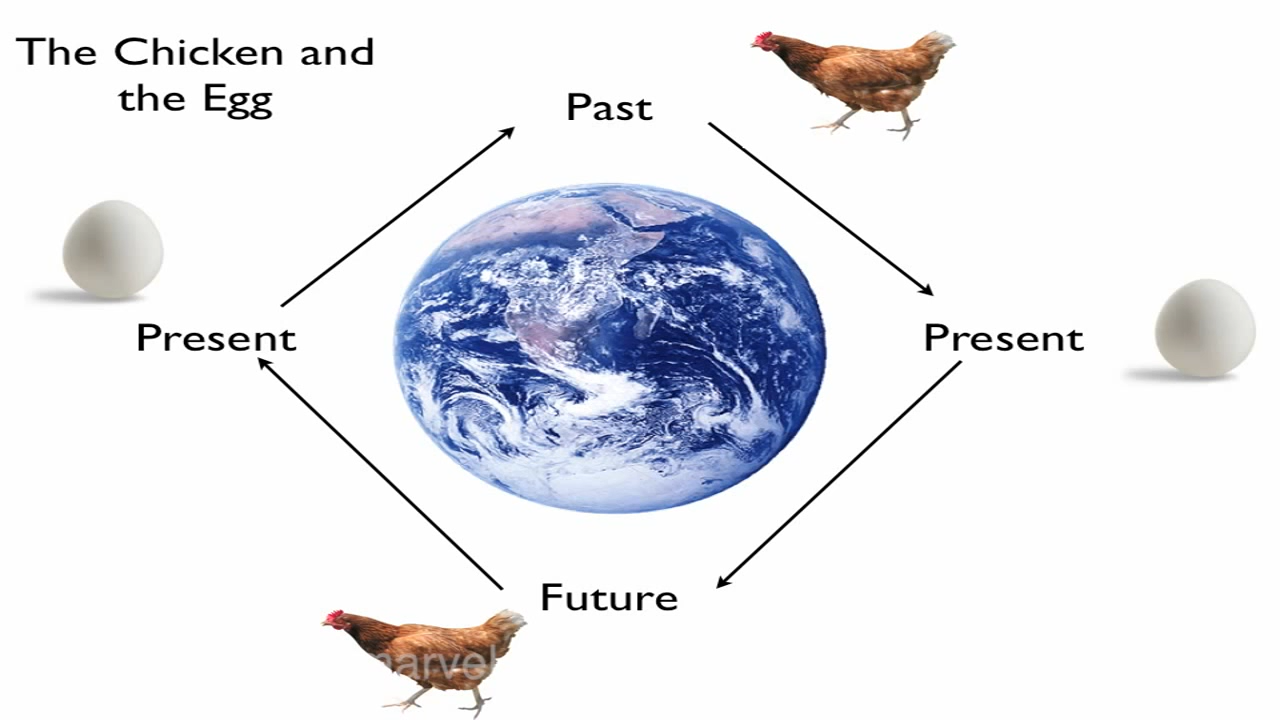 The Chicken and
the Egg
Past
Present
Present
Future